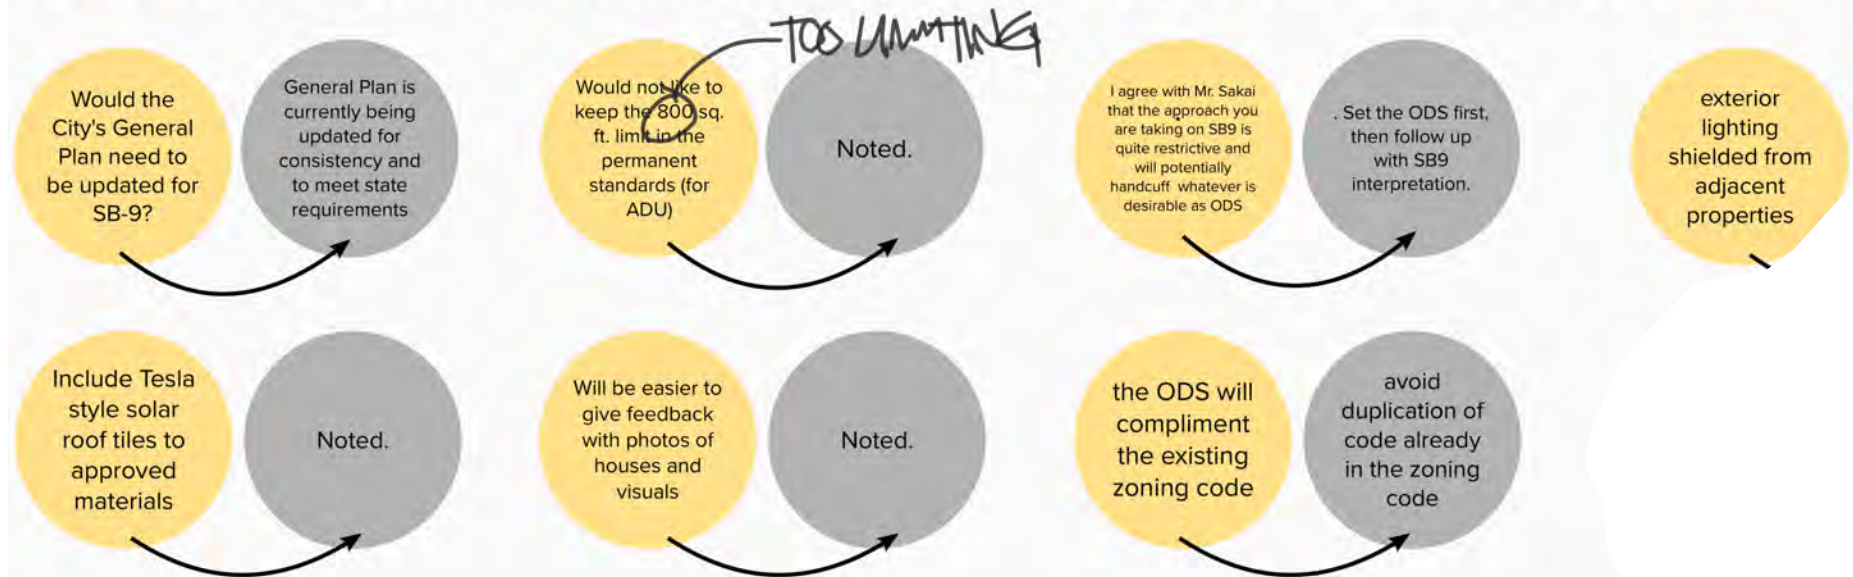 TOO LIMITING
Would the
City's General
Plan need to
be updated for
SB-9?
General Plan is
currently being
updated for
consistency and
to meet state
requirements
Would not like to
keep the 800 sq.
ft. limit in the
permanent
standards (for
ADU)
Noted.
I agree with Mr. Sakai
that the approach you
are taking on SB9 is
quite restrictive and
will potentially
handcuff whatever is
desirable as ODS
. Set the ODS first,
then follow up
with SB9
interpretation.
exterior
lighting
shielded from
adjacent
properties
Include Tesla
style solar
roof tiles to
approved
materials
Noted.
Will be easier to
give feedback
with photos of
houses and
visuals
Noted.
the ODS will
compliment
the existing
zoning code
avoid
duplication of
code already
in the zoning
code